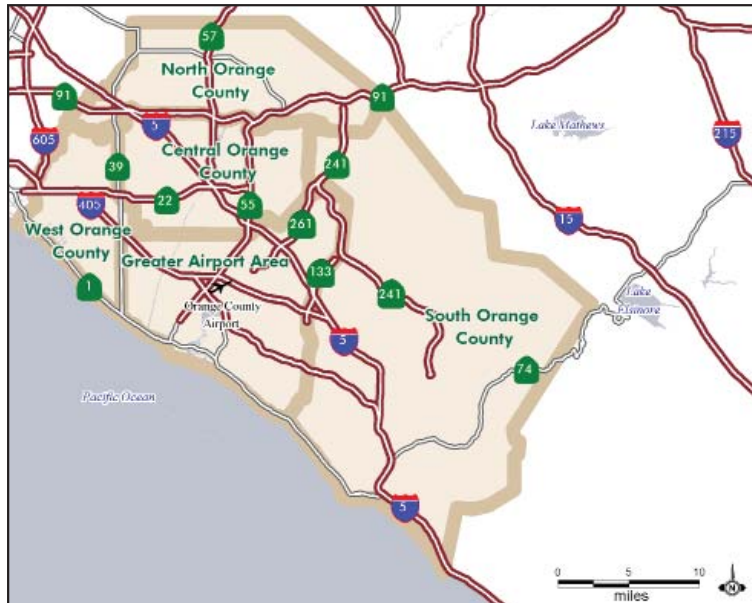 57
North Orange
County
91
91
5
605
Lake Mathews
215
Central Orange
County
39
241
22
55
405
261
15
West Orange
County
Greater Airport Area
133
1
241
Orange County
Airport
Lake
Elsinore
South Orange
County
5
74
Pacific Ocean
5
0 5 10
miles
N